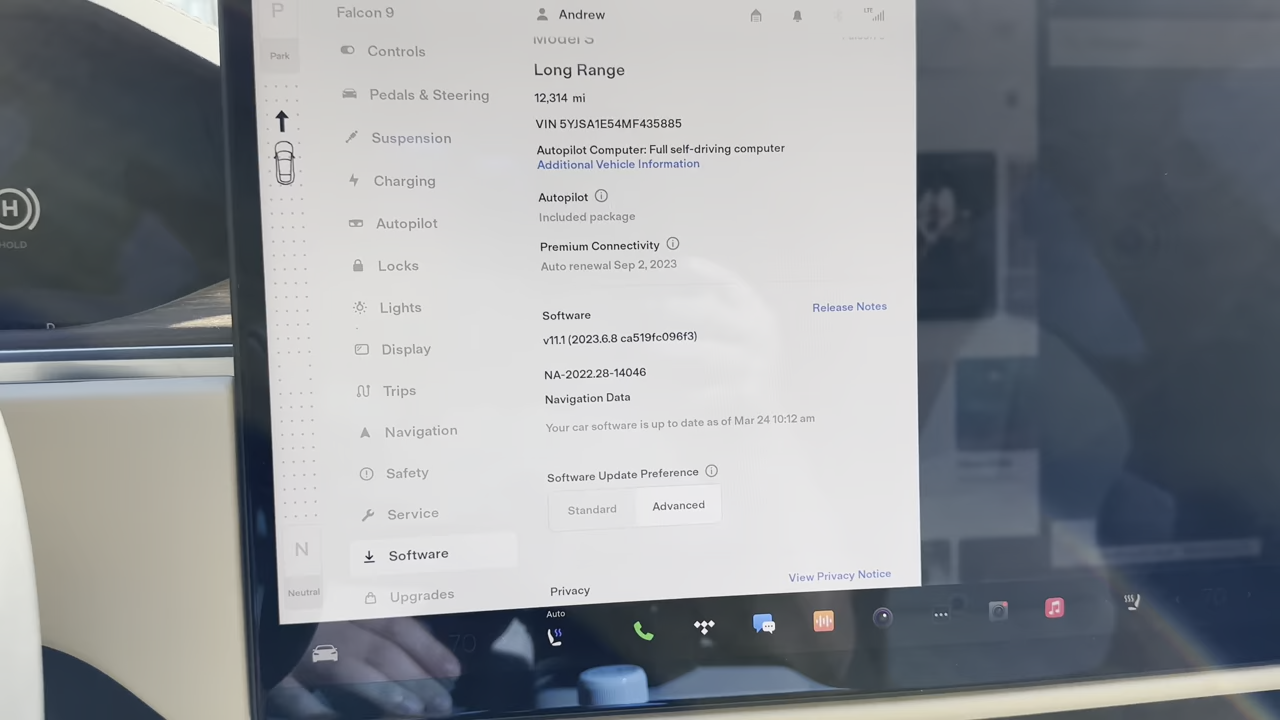 P
Park
Falcon 9
Andrew
LTE
Controls
Pedals & Steering
Suspension
Charging
Autopilot
Locks
Lights
Display
Trips
Navigation
Safety
Service
Software
Upgrades
N
Neutral
H
HOLD
Model S
Long Range
12,314 mi
VIN 5YJSA1E54MF435885
Autopilot Computer: Full self-driving computer
Additional Vehicle Information
Autopilot
Included package
Premium Connectivity
Auto renewal Sep 2, 2023
Software
Release Notes
v11.1 (2023.6.8 ca519fc096f3)
NA-2022.28-14046
Navigation Data
Your car software is up to date as of Mar 24 10:12 am
Software Update Preference
Standard
Advanced
Privacy
View Privacy Notice
Auto
70
70